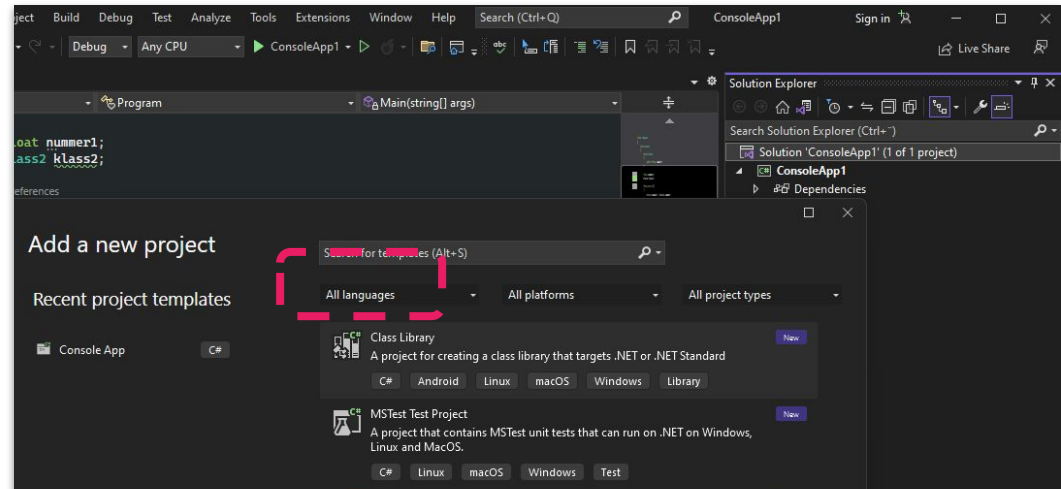 ject Build Debug Test Analyze Tools Extensions Window Help Search (Ctrl+Q) ConsoleApp1 Sign in
Debug Any CPU ConsoleApp1 Live Share
Program Main(string[] args) Solution Explorer
Search Solution Explorer (Ctrl+¨)
oat nummer1;
Solution 'ConsoleApp1' (1 of 1 project)
lass2 klass2;
C# ConsoleApp1
eferences
Dependencies
Add a new project
Search for templates (Alt+S)
Recent project templates
All languages All platforms All project types
Console App C#
Class Library New
A project for creating a class library that targets .NET or .NET Standard
C# Android Linux macOS Windows Library
MSTest Test Project New
A project that contains MSTest unit tests that can run on .NET on Windows,
Linux and MacOS.
C# Linux macOS Windows Test